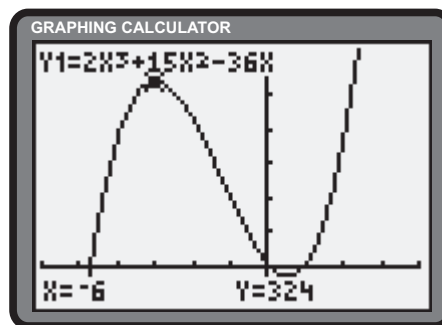 GRAPHING CALCULATOR
Y1=2X³+15X²-36X
X=⁻6 Y=324